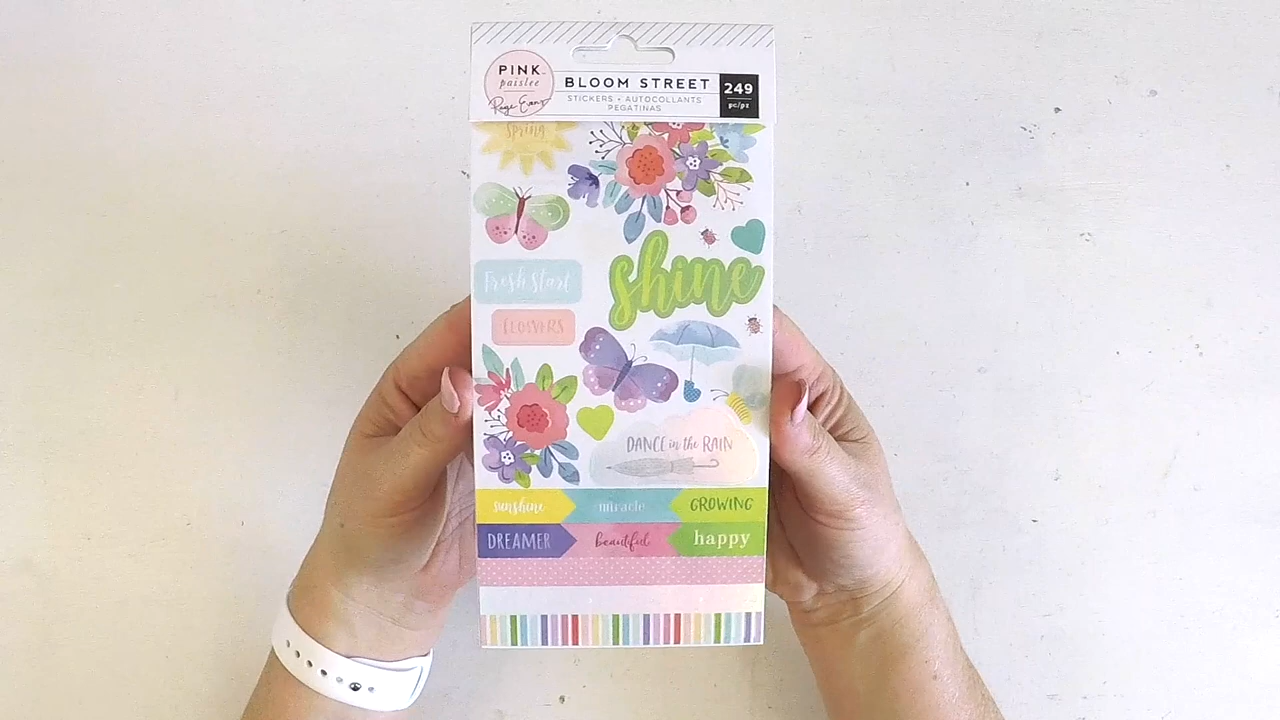 PINK
paislee
Paige Evans
BLOOM STREET
STICKERS • AUTOCOLLANTS
PEGATINAS
249
pc/pz
spring
shine
Fresh Start
FLOWERS
DANCE in the RAIN
sunshine
miracle
GROWING
DREAMER
beautiful
happy